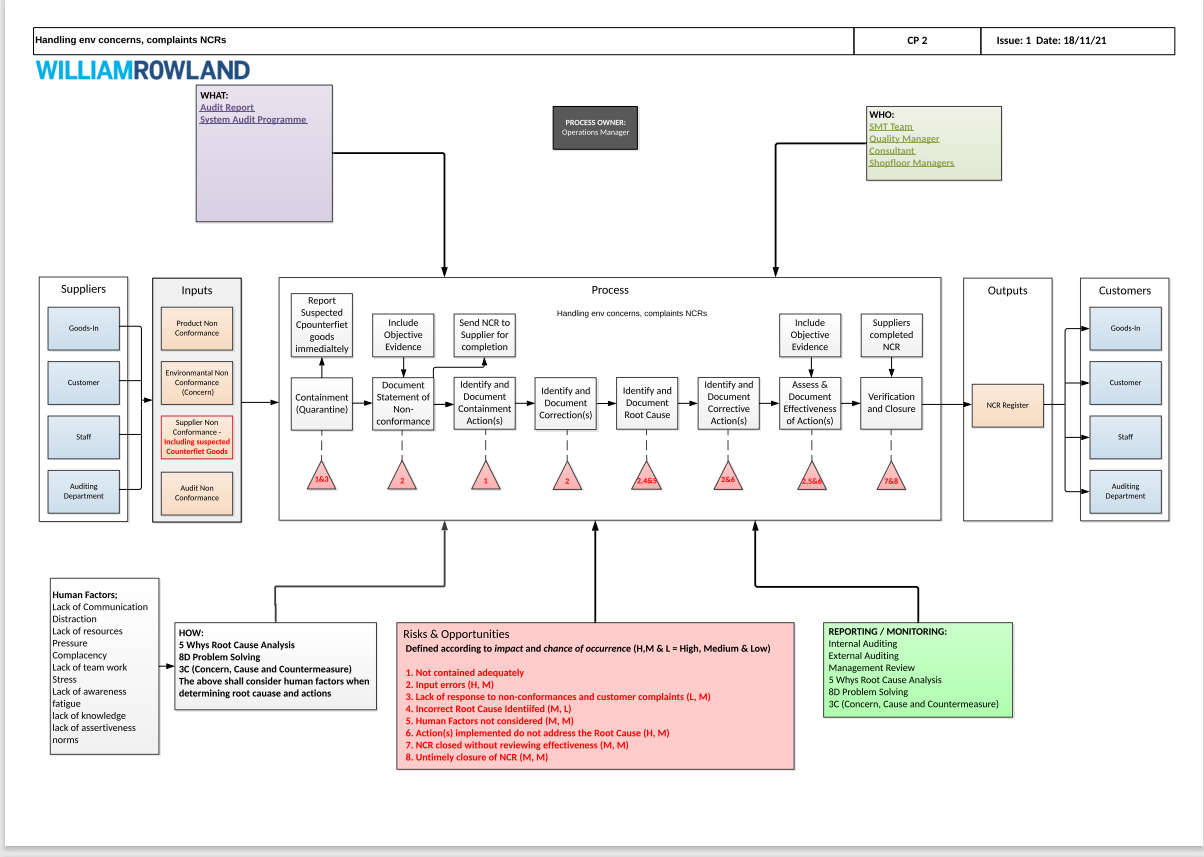 Handling env concerns, complaints NCRs
CP 2
Issue: 1  Date: 18/11/21
WILLIAMROWLAND
WHAT:
Audit Report
System Audit Programme
PROCESS OWNER:
Operations Manager
WHO:
SMT Team
Quality Manager
Consultant
Shopfloor Managers
Suppliers
Goods-In
Customer
Staff
Auditing
Department
Inputs
Product Non
Conformance
Environmantal Non
Conformance
(Concern)
Supplier Non
Conformance -
Including suspected
Counterfiet Goods
Audit Non
Conformance
Process
Handling env concerns, complaints NCRs
Report
Suspected
Cpounterfiet
goods
immedialtely
Include
Objective
Evidence
Send NCR to
Supplier for
completion
Include
Objective
Evidence
Suppliers
completed
NCR
Containment
(Quarantine)
Document
Statement of
Non-
conformance
Identify and
Document
Containment
Action(s)
Identify and
Document
Correction(s)
Identify and
Document
Root Cause
Identify and
Document
Corrective
Action(s)
Assess &
Document
Effectiveness
of Action(s)
Verification
and Closure
1&3
2
1
2
2,4&5
2&6
2,5&6
7&8
Outputs
NCR Register
Customers
Goods-In
Customer
Staff
Auditing
Department
Human Factors;
Lack of Communication
Distraction
Lack of resources
Pressure
Complacency
Lack of team work
Stress
Lack of awareness
fatigue
lack of knowledge
lack of assertiveness
norms
HOW:
5 Whys Root Cause Analysis
8D Problem Solving
3C (Concern, Cause and Countermeasure)
The above shall consider human factors when
determining root cauase and actions
Risks & Opportunities
Defined according to impact and chance of occurrence (H,M & L = High, Medium & Low)
1. Not contained adequately
2. Input errors (H, M)
3. Lack of response to non-conformances and customer complaints (L, M)
4. Incorrect Root Cause Identiifed (M, L)
5. Human Factors not considered (M, M)
6. Action(s) implemented do not address the Root Cause (H, M)
7. NCR closed without reviewing effectiveness (M, M)
8. Untimely closure of NCR (M, M)
REPORTING / MONITORING:
Internal Auditing
External Auditing
Management Review
5 Whys Root Cause Analysis
8D Problem Solving
3C (Concern, Cause and Countermeasure)